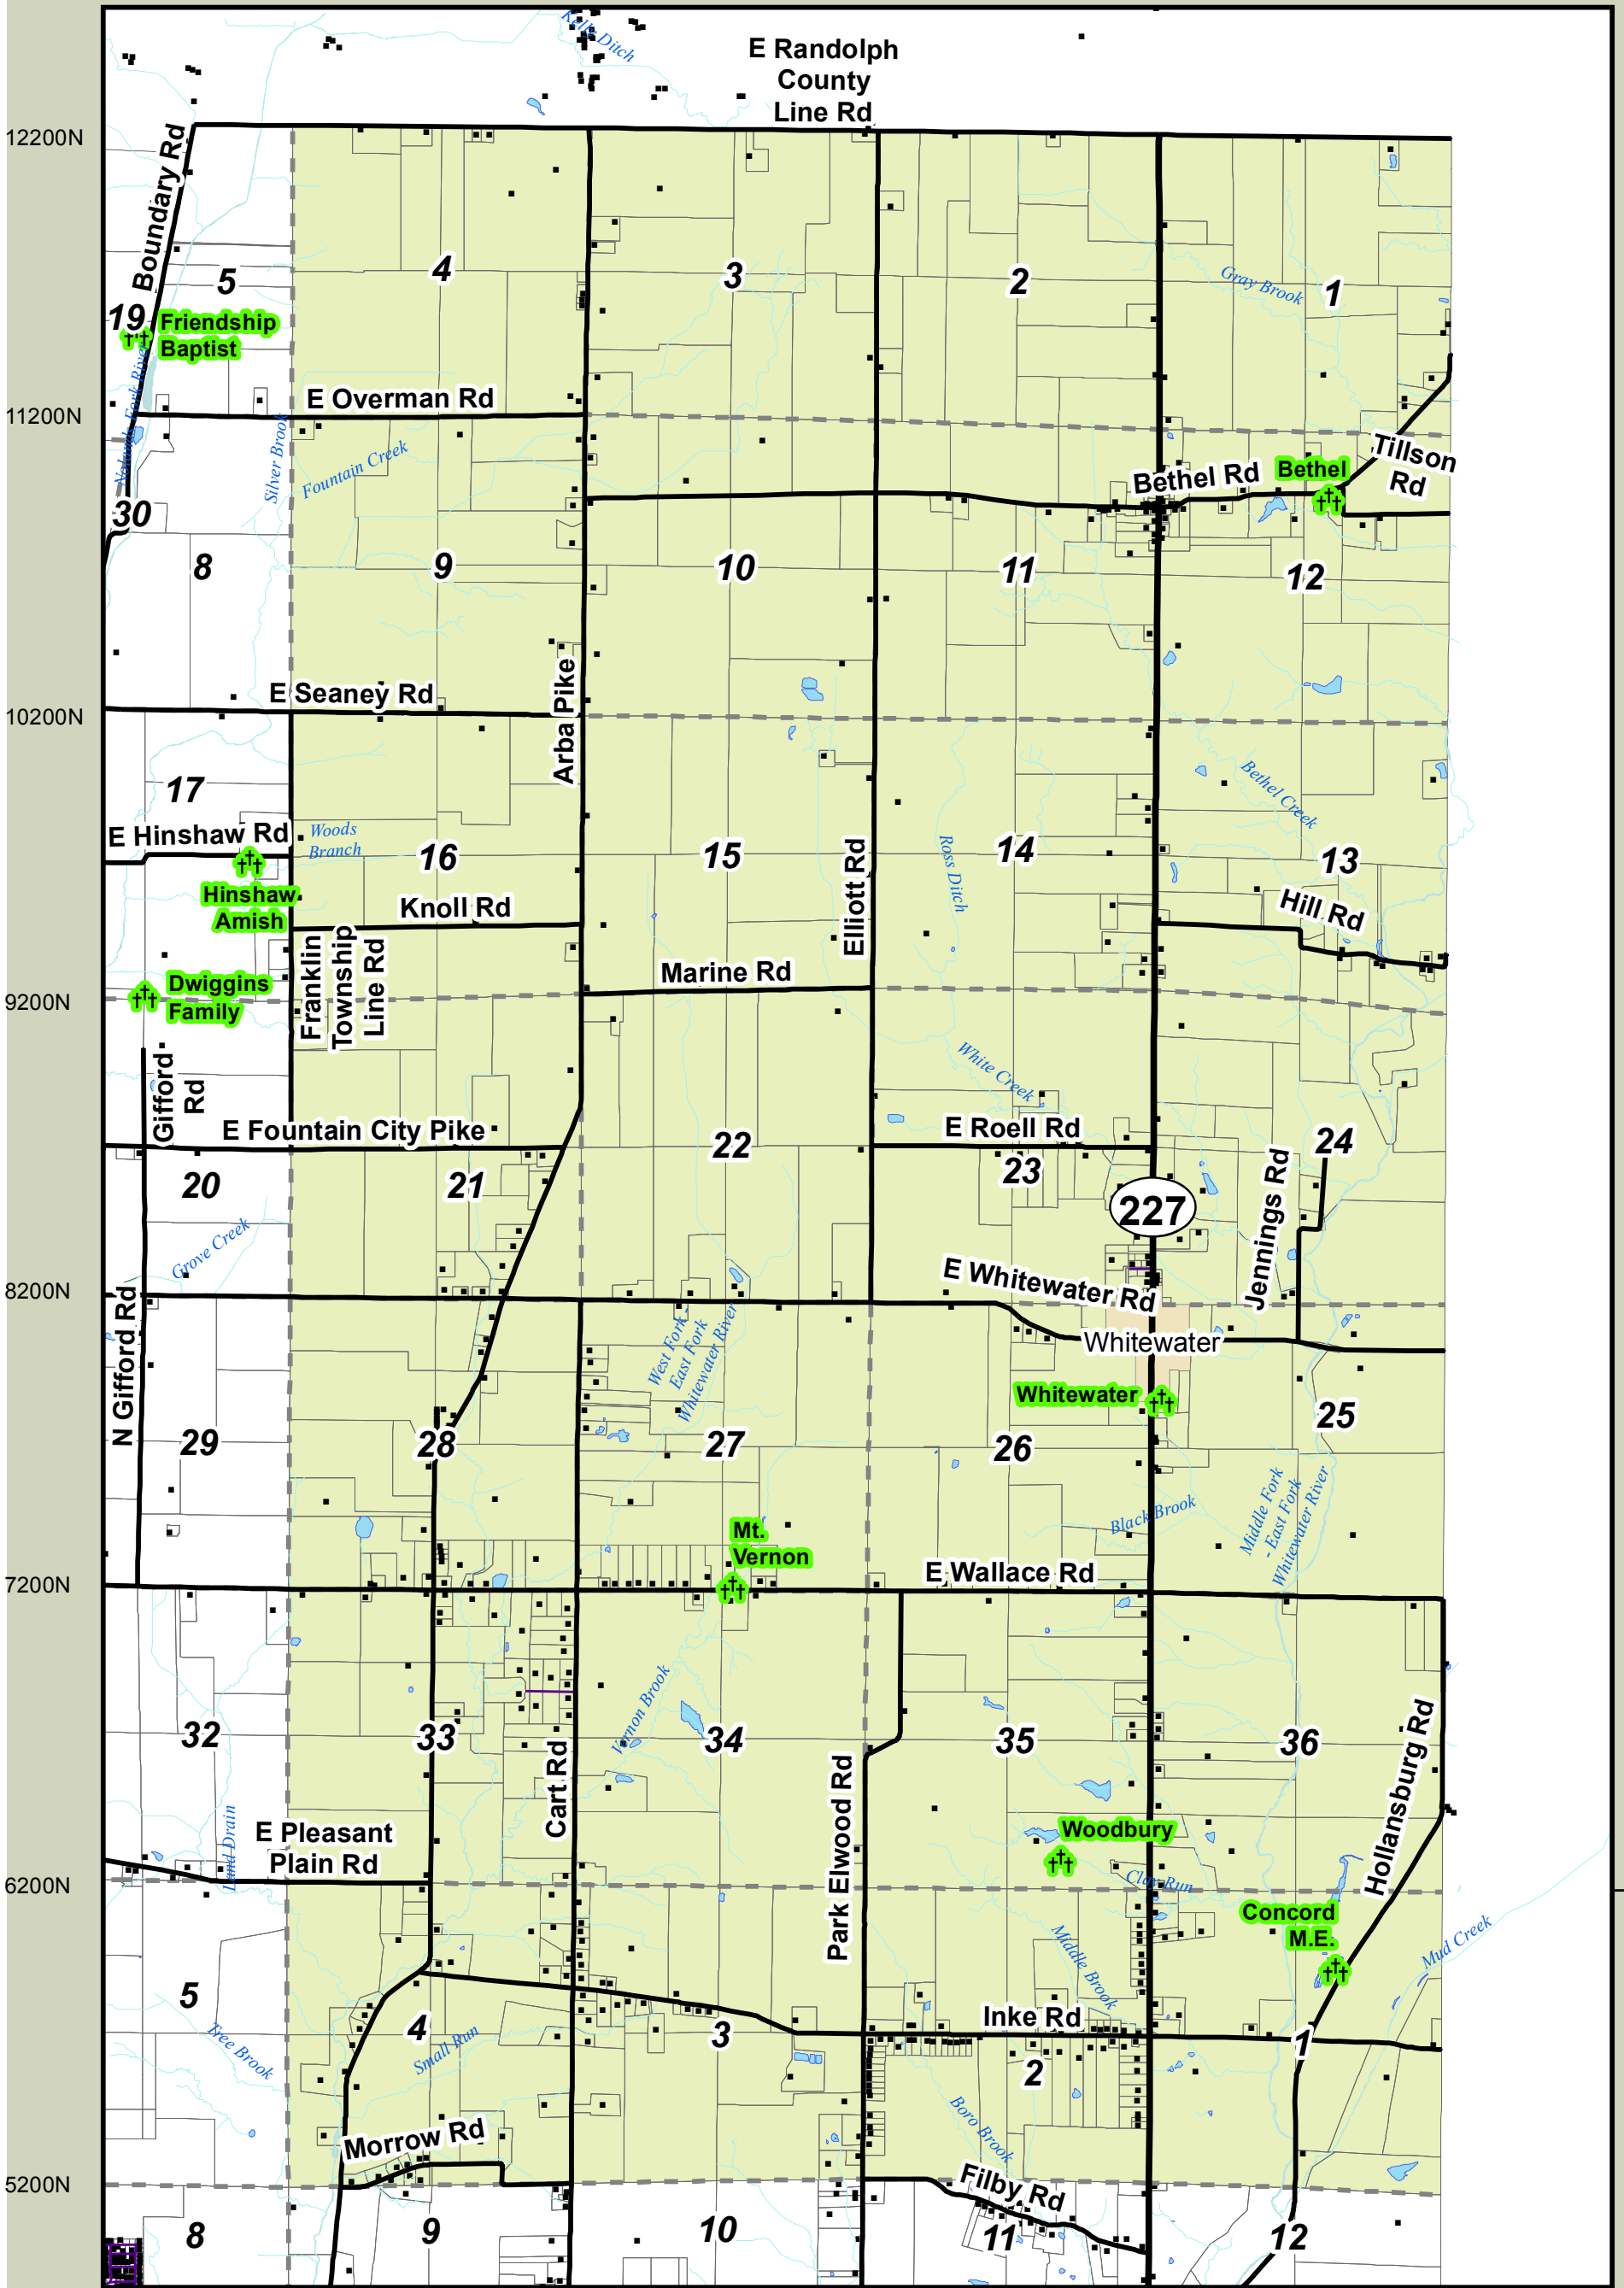 Kelly Ditch
E Randolph
County
Line Rd
12200N
Boundary Rd
5
4
3
2
1
Gray Brook
19
Friendship
Baptist
Nolands Fork River
E Overman Rd
11200N
Silver Brook
Fountain Creek
Bethel Rd
Bethel
Tillson
Rd
30
8
9
10
11
12
E Seaney Rd
10200N
Arba Pike
17
Bethel Creek
E Hinshaw Rd
Woods
Branch
16
15
14
13
Ross Ditch
Elliott Rd
Hinshaw
Amish
Knoll Rd
Hill Rd
Franklin
Township
Line Rd
Marine Rd
Dwiggins
Family
9200N
Gifford
Rd
White Creek
E Fountain City Pike
E Roell Rd
22
23
24
20
21
227
Jennings Rd
Grove Creek
8200N
E Whitewater Rd
Whitewater
N Gifford Rd
West Fork -
East Fork
Whitewater River
Whitewater
29
28
27
26
25
Black Brook
Middle Fork
- East Fork
Whitewater River
Mt.
Vernon
7200N
E Wallace Rd
Vernon Brook
32
33
34
35
36
Cart Rd
Park Elwood Rd
Hollansburg Rd
Land Drain
E Pleasant
Plain Rd
Woodbury
6200N
Clay Run
Concord
M.E.
Mud Creek
Middle Brook
5
4
3
Inke Rd
2
1
Tree Brook
Small Run
Boro Brook
Morrow Rd
5200N
Filby Rd
8
9
10
11
12